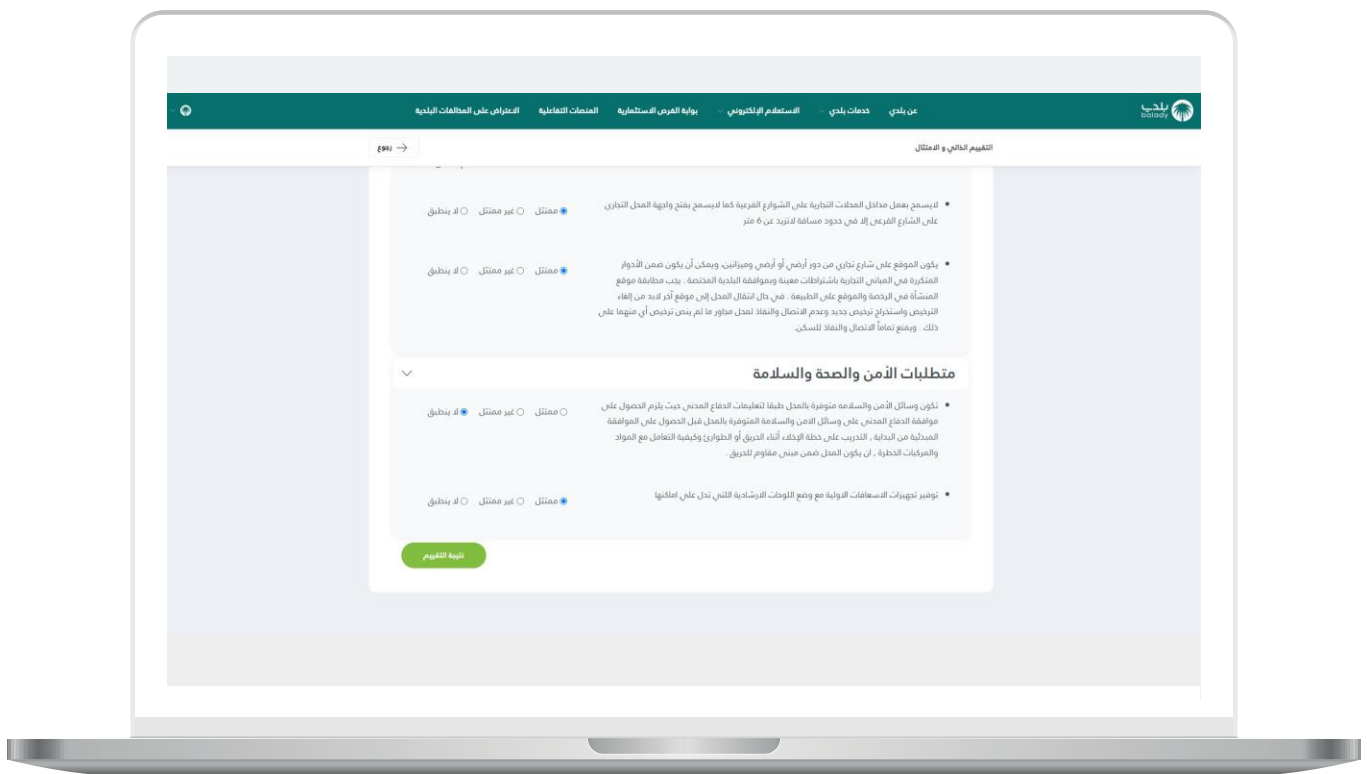 بلدي
balady
عن بلدي
خدمات بلدي
الاستعلام الإلكتروني
بوابة الفرص الاستثمارية
المنصات التفاعلية
الاعتراض على المخالفات البلدية
التقييم الذاتي و الامتثال
رجوع
لايسمح بعمل مداخل المحلات التجارية على الشوارع الفرعية كما لايسمح بفتح واجهة المحل التجارى
على الشارع الفرعى إلا فى حدود مسافة لاتزيد عن 6 متر
ممتثل غير ممتثل لا ينطبق
يكون الموقع على شارع تجاري من دور أرضي أو أرضي وميزانين، ويمكن أن يكون ضمن الأدوار
المتكررة في المباني التجارية باشتراطات معينة وبموافقة البلدية المختصة . يجب مطابقة موقع
المنشأة في الرخصة والموقع على الطبيعة . في حال انتقال المحل إلى موقع آخر لابد من إلغاء
الترخيص واستخراج ترخيص جديد وعدم الاتصال والنفاذ لمحل مجاور ما لم ينص ترخيص أي منهما على
ذلك . ويمنع تماماً الاتصال والنفاذ للسكن.
ممتثل غير ممتثل لا ينطبق
متطلبات الأمن والصحة والسلامة
تكون وسائل الأمن والسلامه متوفرة بالمحل طبقا لتعليمات الدفاع المدنى حيث يلزم الحصول على
موافقة الدفاع المدنى على وسائل الامن والسلامة المتوفرة بالمحل قبل الحصول على الموافقة
المبدئية من البداية , التدريب على خطة الإخلاء أثناء الحريق أو الطوارئ وكيفية التعامل مع المواد
والمركبات الخطرة , ان يكون المحل ضمن مبنى مقاوم للحريق .
ممتثل غير ممتثل لا ينطبق
توفير تجهيزات الاسعافات الاولية مع وضع اللوحات الارشادية اللتي تدل علي اماكنها
ممتثل غير ممتثل لا ينطبق
نتيجة التقييم